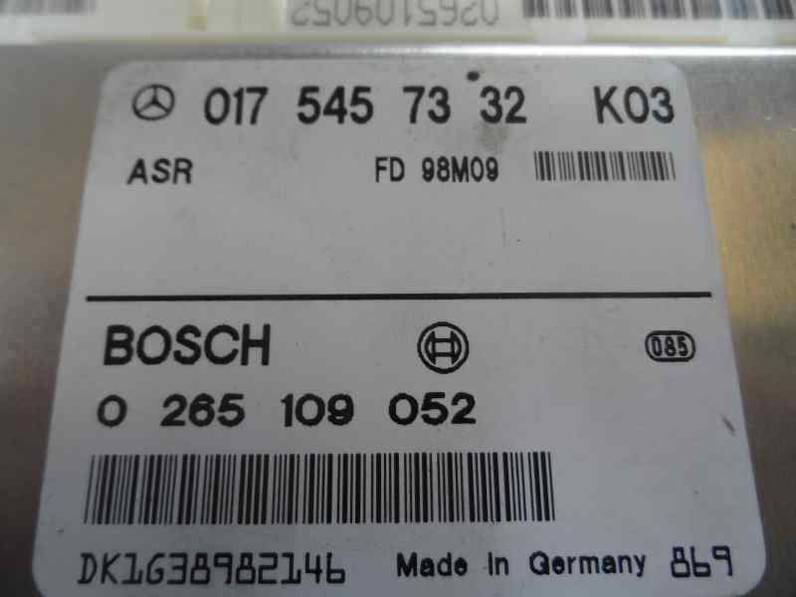 0265109052
017 545 73 32 K03
ASR FD 98M09
BOSCH 085
0 265 109 052
DK1G38982146 Made In Germany 869